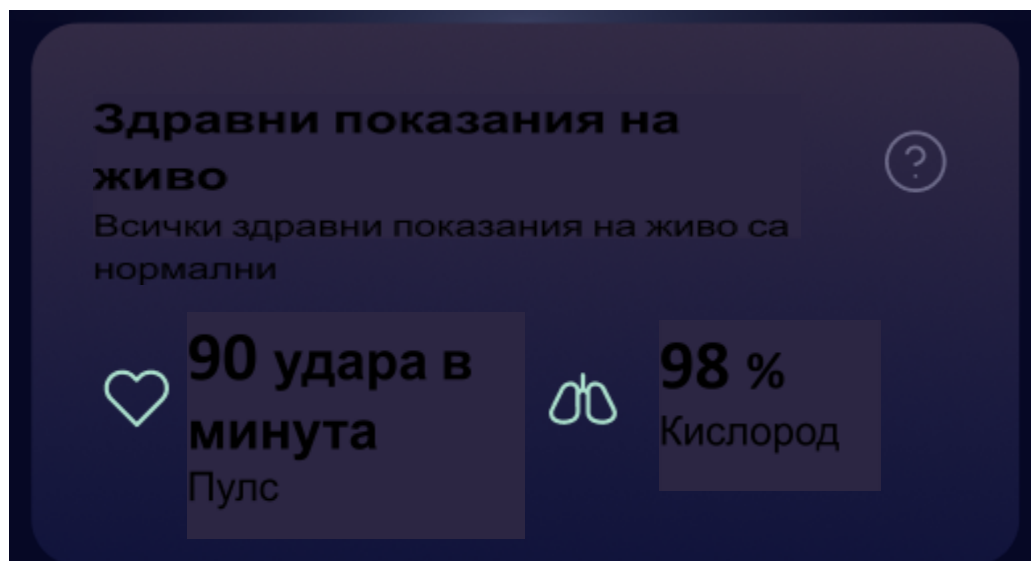 Здравни показания на
живо
Всички здравни показания на живо са
нормални
90 удара в
минута
Пулс
98 %
Кислород